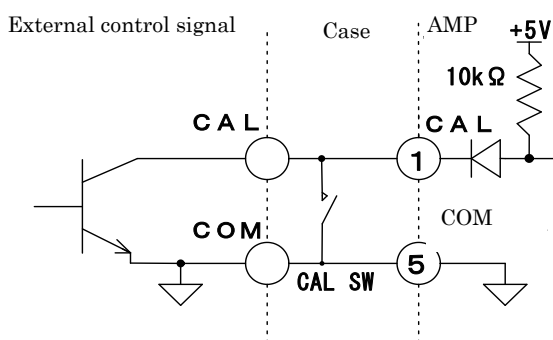 External control signal
Case
AMP
+5V
10kΩ
CAL
CAL
1
COM
COM
CAL SW
5